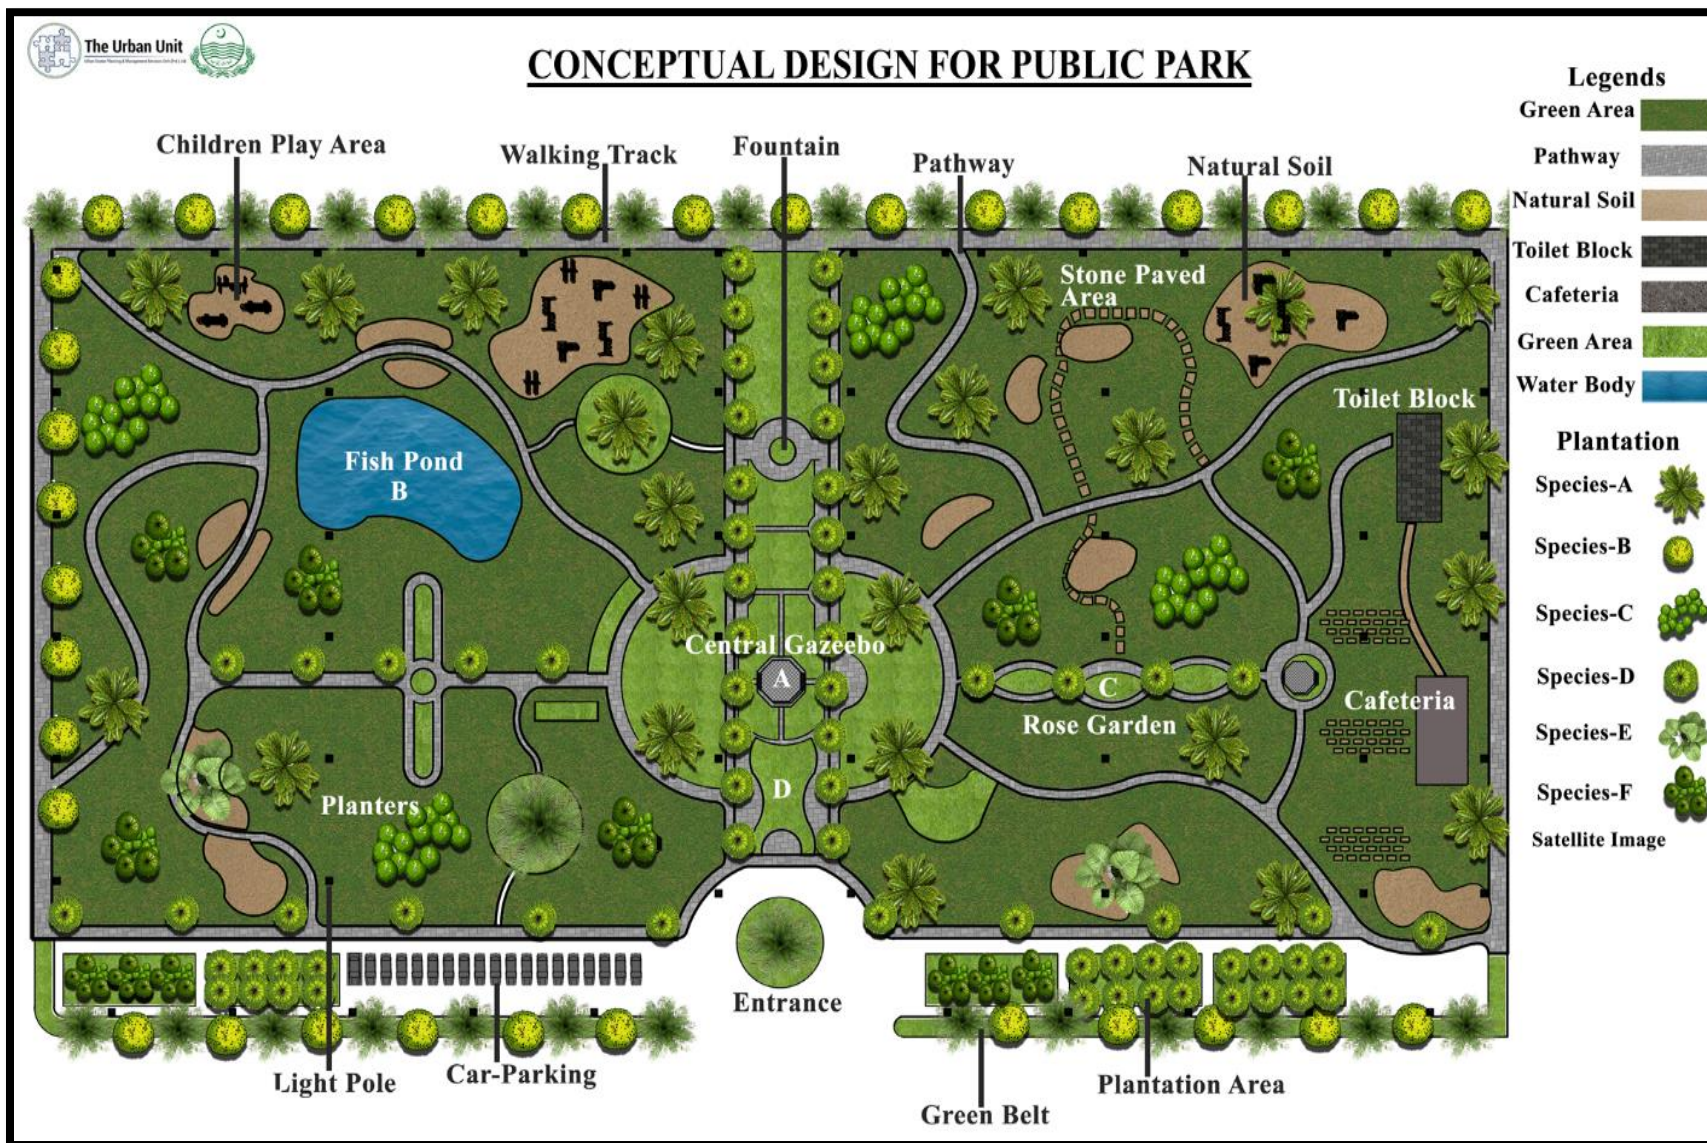 The Urban Unit
CONCEPTUAL DESIGN FOR PUBLIC PARK
Legends
Green Area
Pathway
Natural Soil
Toilet Block
Cafeteria
Green Area
Water Body
Plantation
Species-A
Species-B
Species-C
Species-D
Species-E
Species-F
Satellite Image
Children Play Area
Walking Track
Fountain
Pathway
Natural Soil
Stone Paved
Area
Toilet Block
Fish Pond
B
Central Gazeebo
A
C
Rose Garden
Cafeteria
D
Planters
Entrance
Light Pole
Car-Parking
Plantation Area
Green Belt